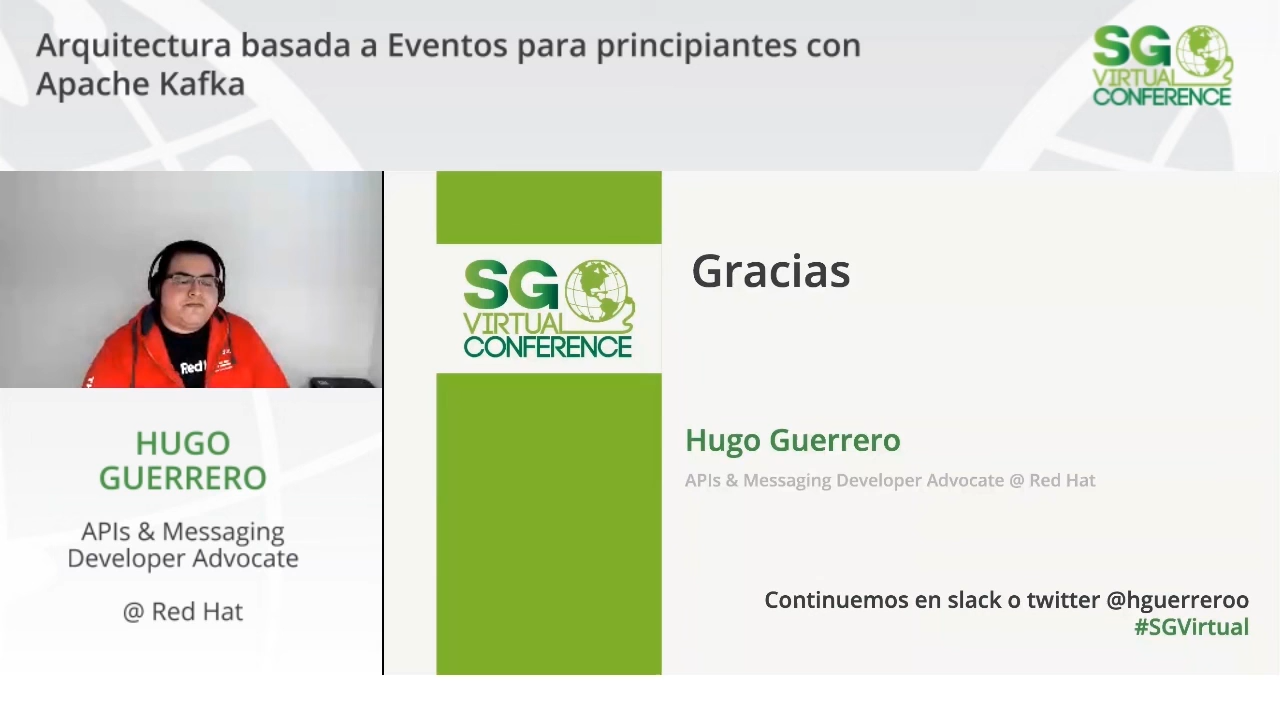 Arquitectura basada a Eventos para principiantes con
Apache Kafka
SG
VIRTUAL
CONFERENCE
Red
HUGO
GUERRERO
APIs & Messaging
Developer Advocate
@ Red Hat
SG
VIRTUAL
CONFERENCE
Gracias
Hugo Guerrero
APIs & Messaging Developer Advocate @ Red Hat
Continuemos en slack o twitter @hguerreroo
#SGVirtual